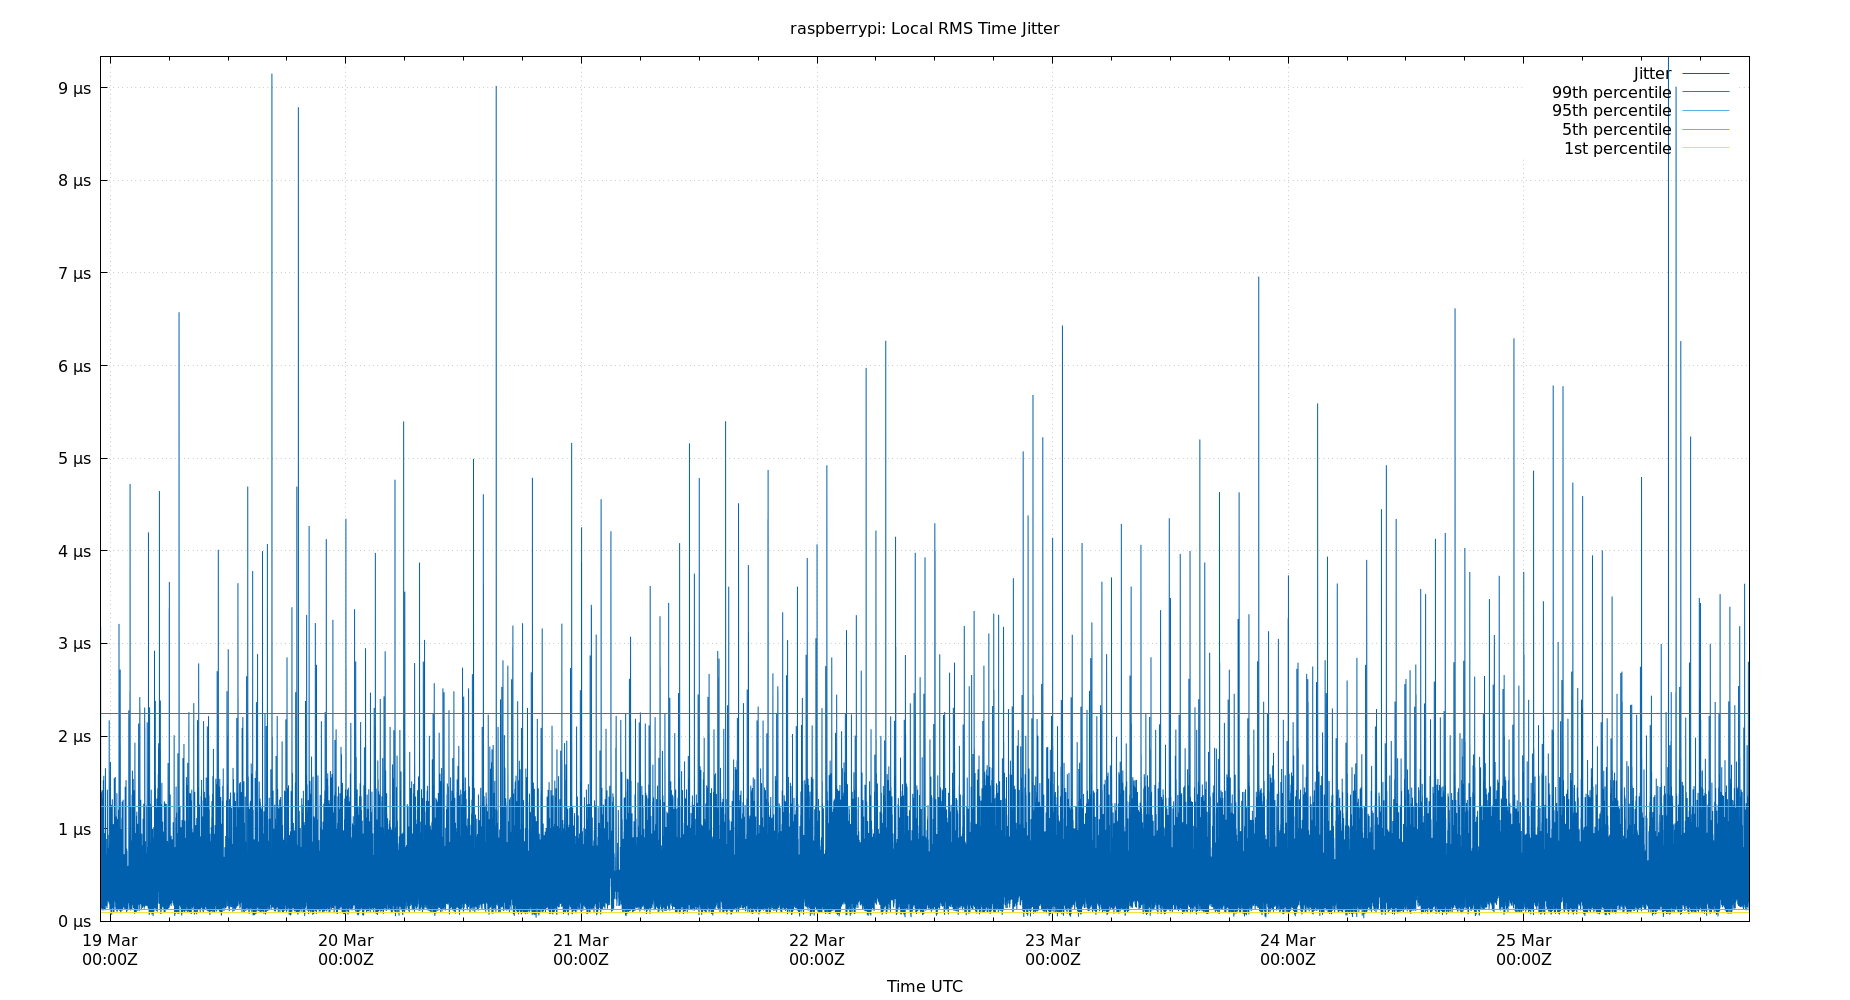 raspberrypi: Local RMS Time Jitter
Jitter
99th percentile
95th percentile
5th percentile
1st percentile
9 μs
8 μs
7 μs
6 μs
5 μs
4 μs
3 μs
2 μs
1 μs
0 μs
19 Mar 20 Mar 21 Mar 22 Mar 23 Mar 24 Mar 25 Mar
00:00Z 00:00Z 00:00Z 00:00Z 00:00Z 00:00Z 00:00Z
Time UTC